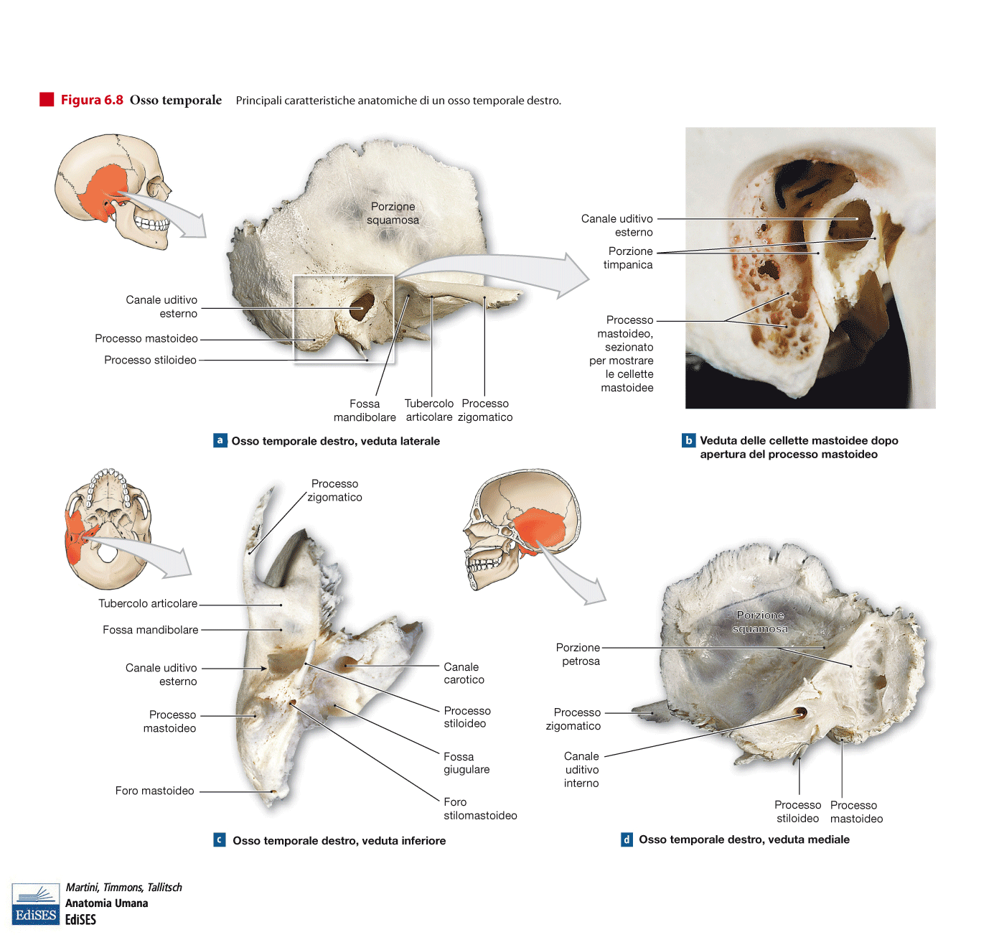 Figura 6.8 Osso temporale Principali caratteristiche anatomiche di un osso temporale destro.
Porzione
squamosa
Canale uditivo
esterno
Processo mastoideo
Processo stiloideo
Fossa
mandibolare
Tubercolo
articolare
Processo
zigomatico
a Osso temporale destro, veduta laterale
Canale uditivo
esterno
Porzione
timpanica
Processo
mastoideo,
sezionato
per mostrare
le cellette
mastoidee
b Veduta delle cellette mastoidee dopo
apertura del processo mastoideo
Processo
zigomatico
Tubercolo articolare
Fossa mandibolare
Canale uditivo
esterno
Processo
mastoideo
Foro mastoideo
Canale
carotico
Processo
stiloideo
Fossa
giugulare
Foro
stilomastoideo
c Osso temporale destro, veduta inferiore
Porzione
squamosa
Porzione
petrosa
Processo
zigomatico
Canale
uditivo
interno
Processo
stiloideo
Processo
mastoideo
d Osso temporale destro, veduta mediale
EdiSES
Martini, Timmons, Tallitsch
Anatomia Umana
EdiSES